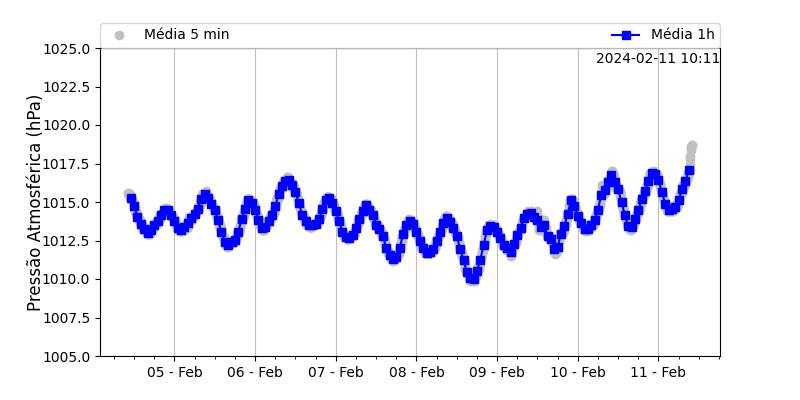 Média 5 min
Média 1h
2024-02-11 10:11
Pressão Atmosférica (hPa)
1025.0
1022.5
1020.0
1017.5
1015.0
1012.5
1010.0
1007.5
1005.0
05 - Feb
06 - Feb
07 - Feb
08 - Feb
09 - Feb
10 - Feb
11 - Feb